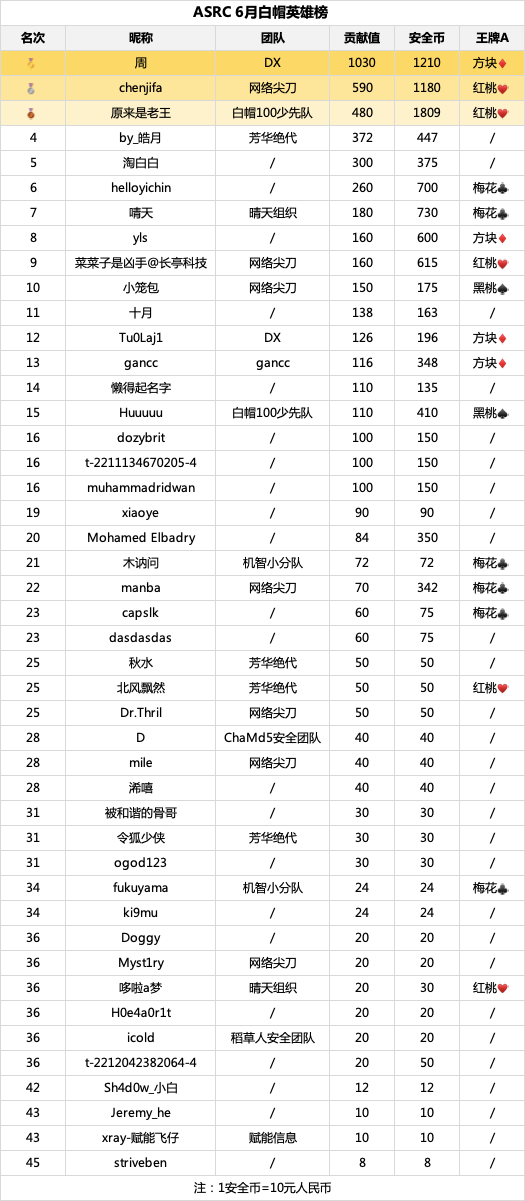 ASRC 6月白帽英雄榜
名次 昵称 团队 贡献值 安全币 王牌A
🥇 周 DX 1030 1210 方块♦
🥈 chenjifa 网络尖刀 590 1180 红桃♥
🥉 原来是老王 白帽100少先队 480 1809 红桃♥
4 by_皓月 芳华绝代 372 447 /
5 淘白白 / 300 375 /
6 helloyichin / 260 700 梅花♣
7 晴天 晴天组织 180 730 梅花♣
8 yls / 160 600 方块♦
9 菜菜子是凶手@长亭科技 网络尖刀 160 615 红桃♥
10 小笼包 网络尖刀 150 175 黑桃♠
11 十月 / 138 163 /
12 Tu0Laj1 DX 126 196 方块♦
13 gancc gancc 116 348 方块♦
14 懒得起名字 / 110 135 /
15 Huuuuu 白帽100少先队 110 410 黑桃♠
16 dozybrit / 100 150 /
16 t-2211134670205-4 / 100 150 /
16 muhammadridwan / 100 150 /
19 xiaoye / 90 90 /
20 Mohamed Elbadry / 84 350 /
21 木讷问 机智小分队 72 72 梅花♣
22 manba 网络尖刀 70 342 梅花♣
23 capslk / 60 75 梅花♣
23 dasdasdas / 60 75 /
25 秋水 芳华绝代 50 50 /
25 北风飘然 芳华绝代 50 50 红桃♥
25 Dr.Thril 网络尖刀 50 50 /
28 D ChaMd5安全团队 40 40 /
28 mile 网络尖刀 40 40 /
28 浠嘻 / 40 40 /
31 被和谐的骨哥 / 30 30 /
31 令狐少侠 芳华绝代 30 30 /
31 ogod123 / 30 30 /
34 fukuyama 机智小分队 24 24 梅花♣
34 ki9mu / 24 24 /
36 Doggy / 20 20 /
36 Myst1ry 网络尖刀 20 20 /
36 哆啦a梦 晴天组织 20 30 红桃♥
36 H0e4a0r1t / 20 20 /
36 icold 稻草人安全团队 20 20 /
36 t-2212042382064-4 / 20 50 /
42 Sh4d0w_小白 / 12 12 /
43 Jeremy_he / 10 10 /
43 xray-赋能飞仔 赋能信息 10 10 /
45 striveben / 8 8 /
注：1安全币=10元人民币